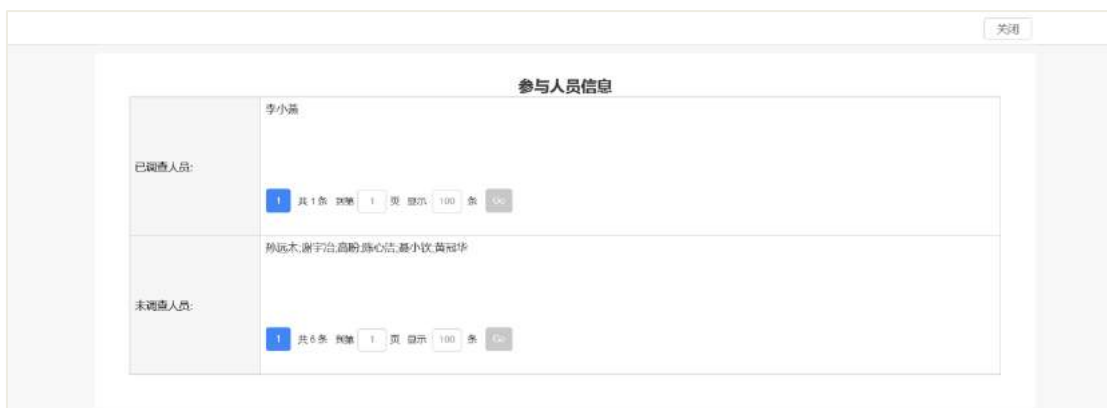 关闭
参与人员信息
李小燕
已调查人员:
1 共1条 到第 1 页 显示 100 条 Go
孙远木;谢宇冶;高盼;陈心洁;聂小钦;黄冠华
未调查人员:
1 共6条 到第 1 页 显示 100 条 Go